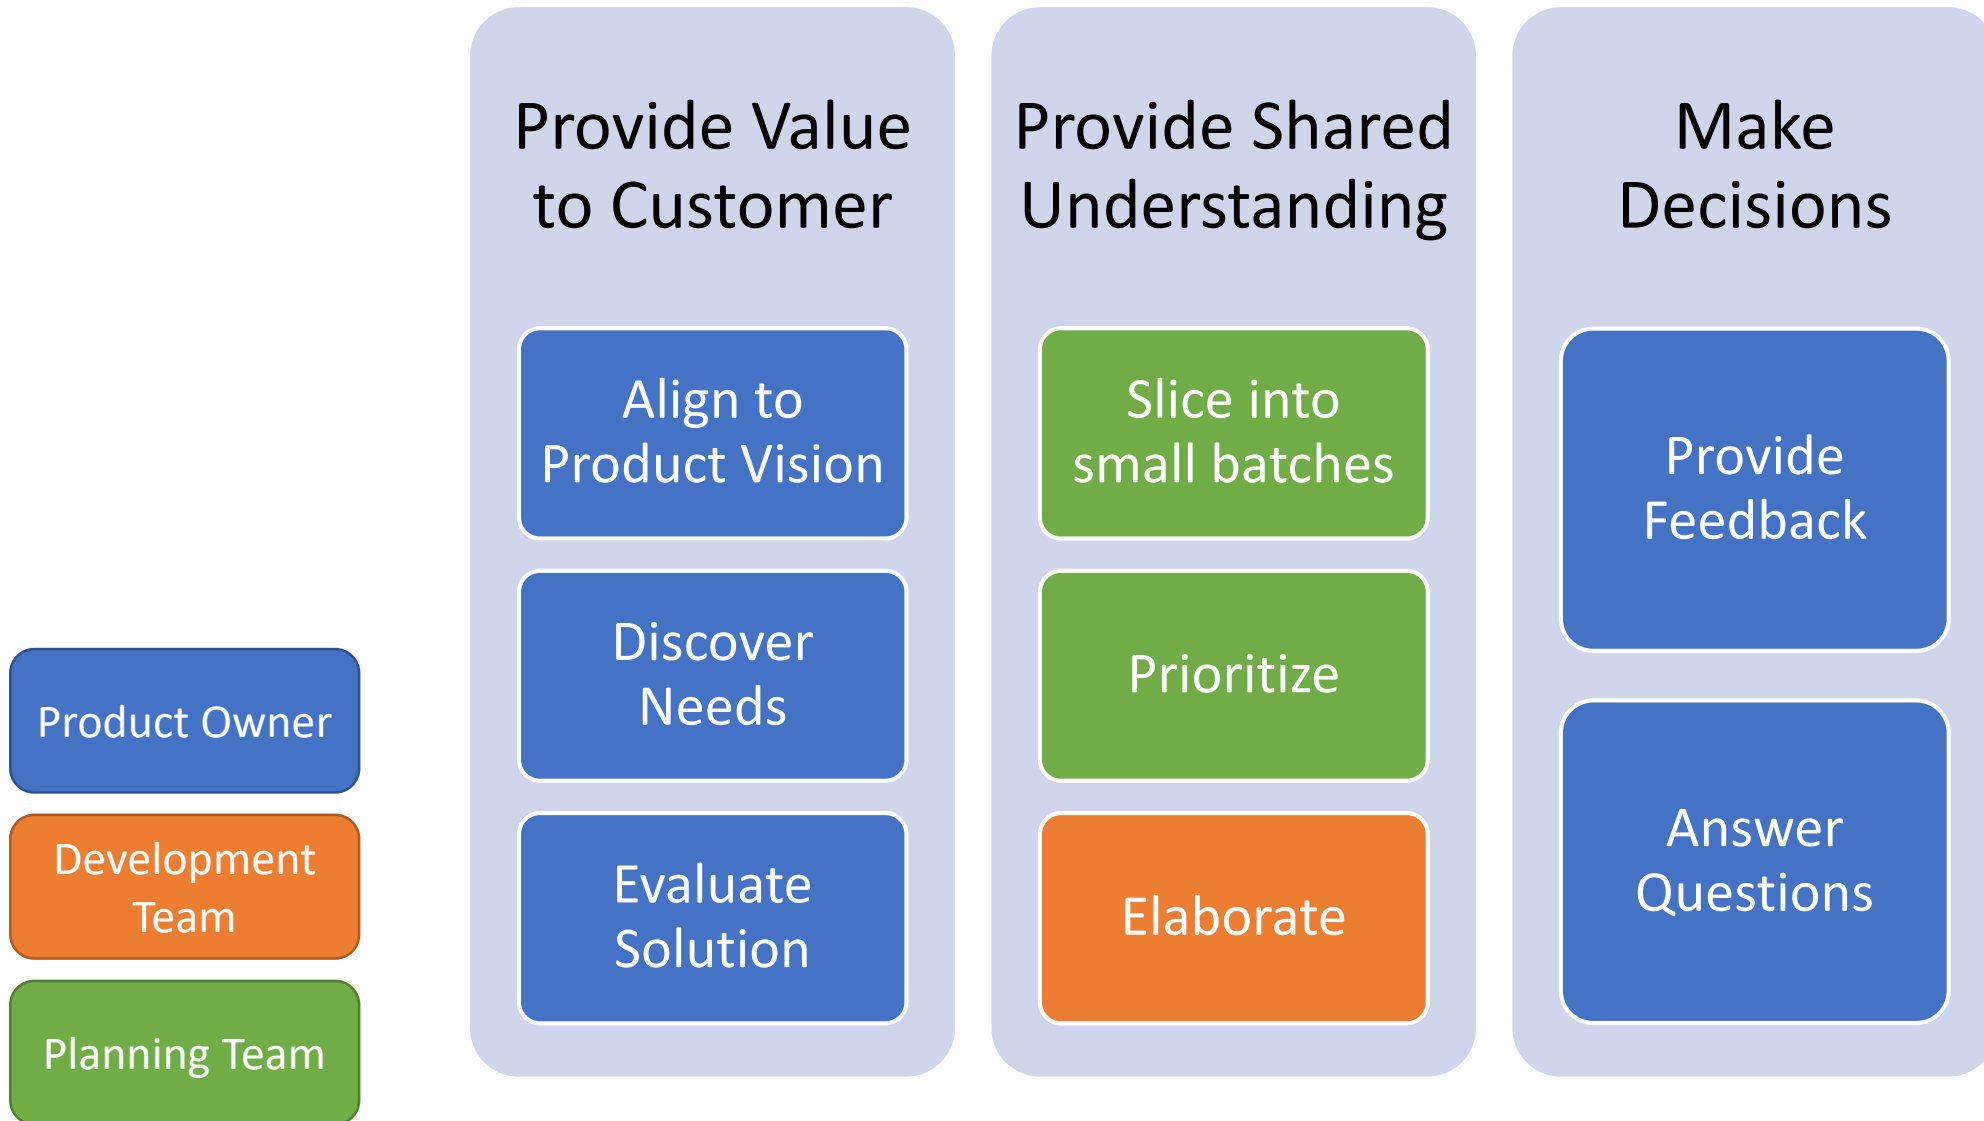 Provide Value
to Customer
Align to
Product Vision
Discover
Needs
Evaluate
Solution
Provide Shared
Understanding
Slice into
small batches
Prioritize
Elaborate
Make
Decisions
Provide
Feedback
Answer
Questions
Product Owner
Development
Team
Planning Team